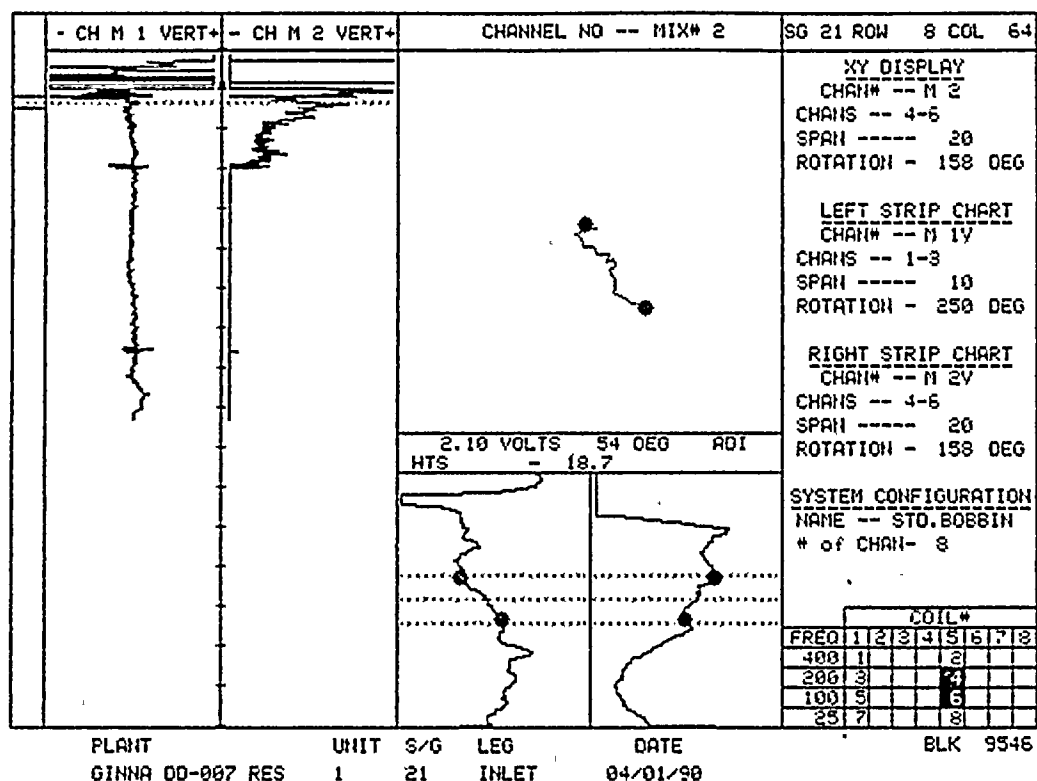 - CH M 1 VERT+ - CH M 2 VERT+ CHANNEL NO -- MIX# 2 SG 21 ROW 8 COL 64
XY DISPLAY
CHAN# -- M 2
CHANS -- 4-6
SPAN ----- 20
ROTATION - 158 DEG
LEFT STRIP CHART
CHAN# -- M 1V
CHANS -- 1-3
SPAN ----- 10
ROTATION - 250 DEG
RIGHT STRIP CHART
CHAN# -- M 2V
CHANS -- 4-6
SPAN ----- 20
ROTATION - 158 DEG
2.10 VOLTS 54 DEG ADI
HTS - 18.7
SYSTEM CONFIGURATION
NAME -- STD.BOBBIN
# of CHAN- 8
COIL#
FREQ 1 2 3 4 5 6 7 8
400 1 2
200 3 4
100 5 6
25 7 8
PLANT UNIT S/G LEG DATE BLK 9546
GINNA OD-007 RES 1 21 INLET 04/01/90